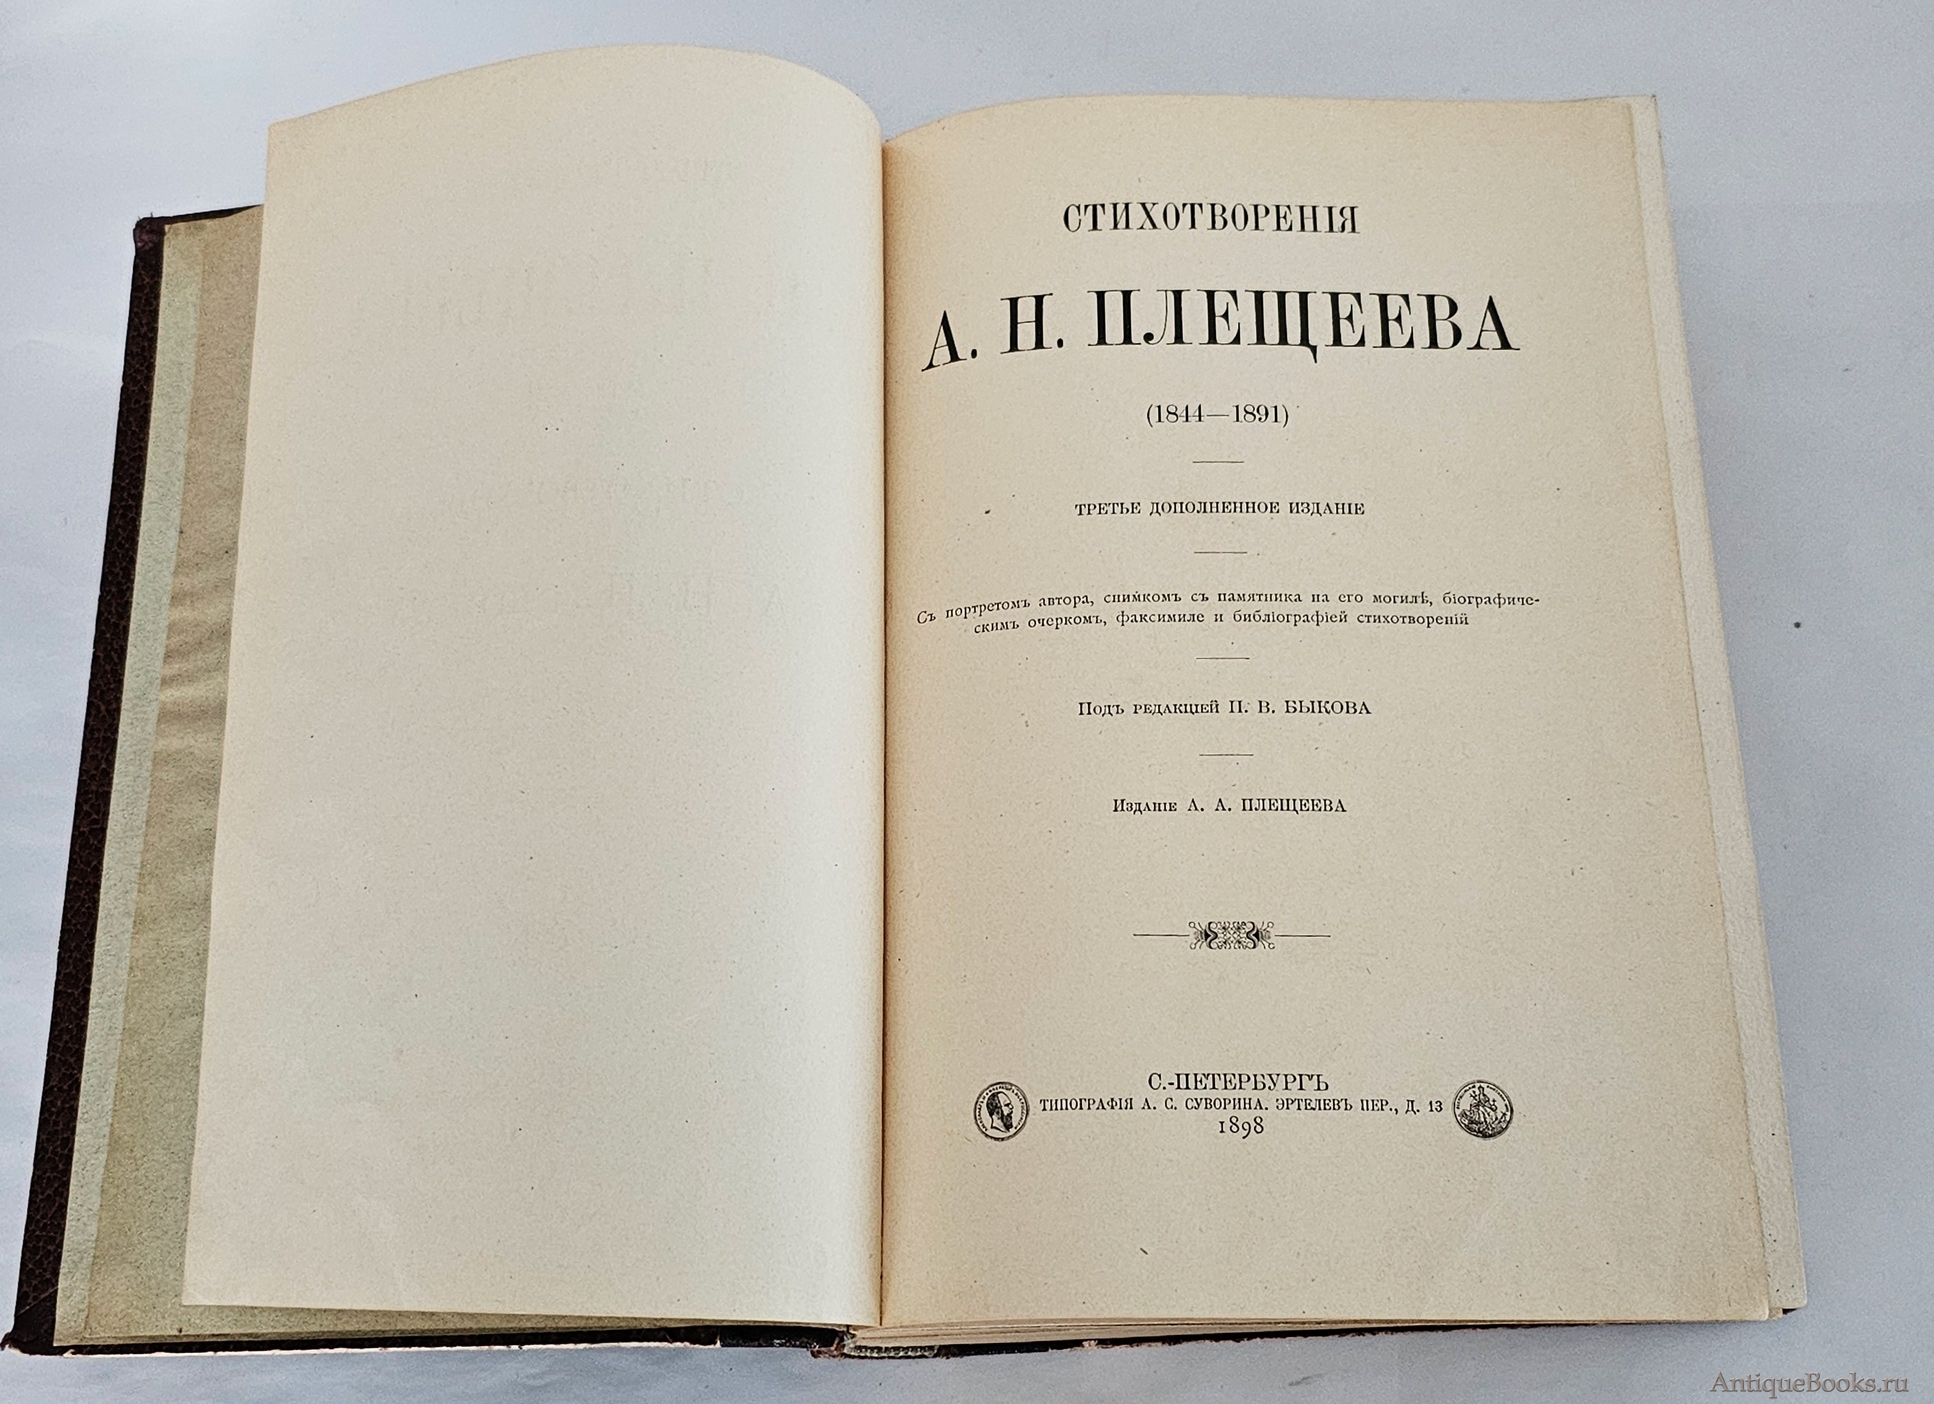 СТИХОТВОРЕНІЯ
А. Н. ПЛЕЩЕЕВА
(1844—1891)
ТРЕТЬЕ ДОПОЛНЕННОЕ ИЗДАНІЕ
Съ портретомъ автора, снимкомъ съ памятника на его могилѣ, біографиче-
скимъ очеркомъ, факсимиле и библіографіей стихотвореній
Подъ редакціей П. В. БЫКОВА
Изданіе А. А. ПЛЕЩЕЕВА
С.-ПЕТЕРБУРГЪ
ТИПОГРАФІЯ А. С. СУВОРИНА. ЭРТЕЛЕВЪ ПЕР., Д. 13
1898
AntiqueBooks.ru